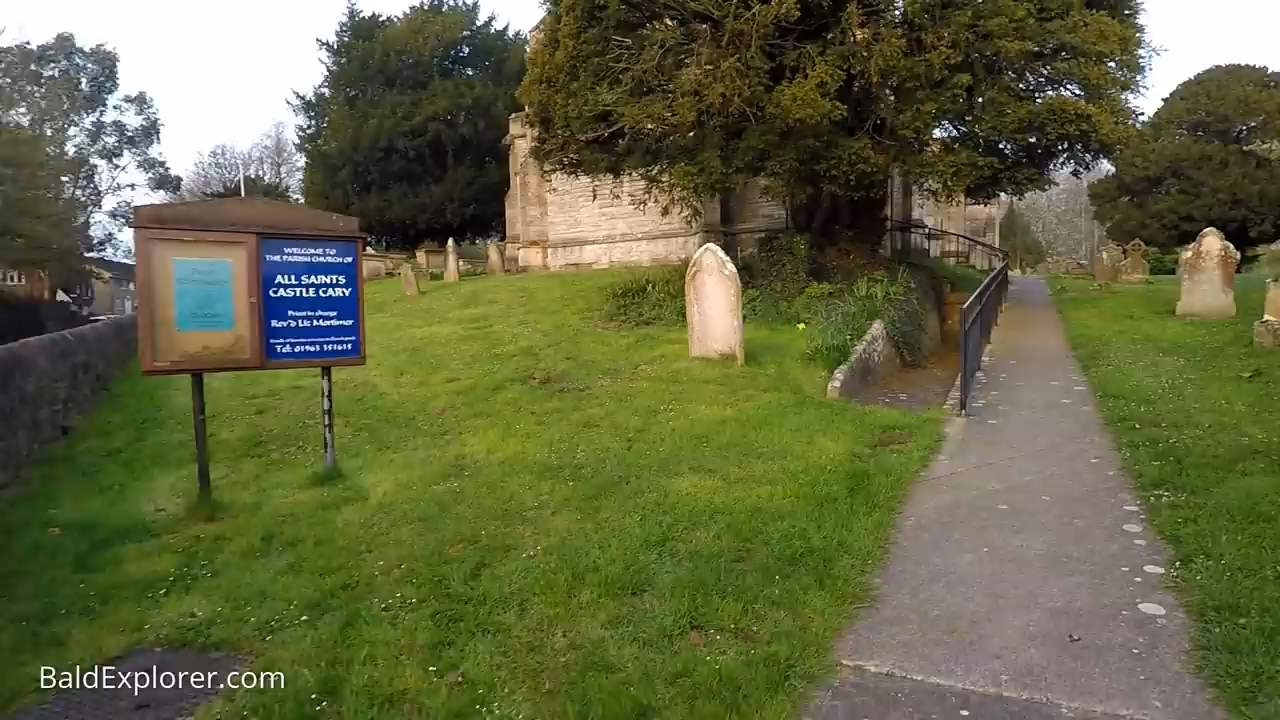 WELCOME TO
THE PARISH CHURCH OF
ALL SAINTS
CASTLE CARY
Priest in charge
Rev'd Liz Mortimer
Tel: 01963 351615
BaldExplorer.com